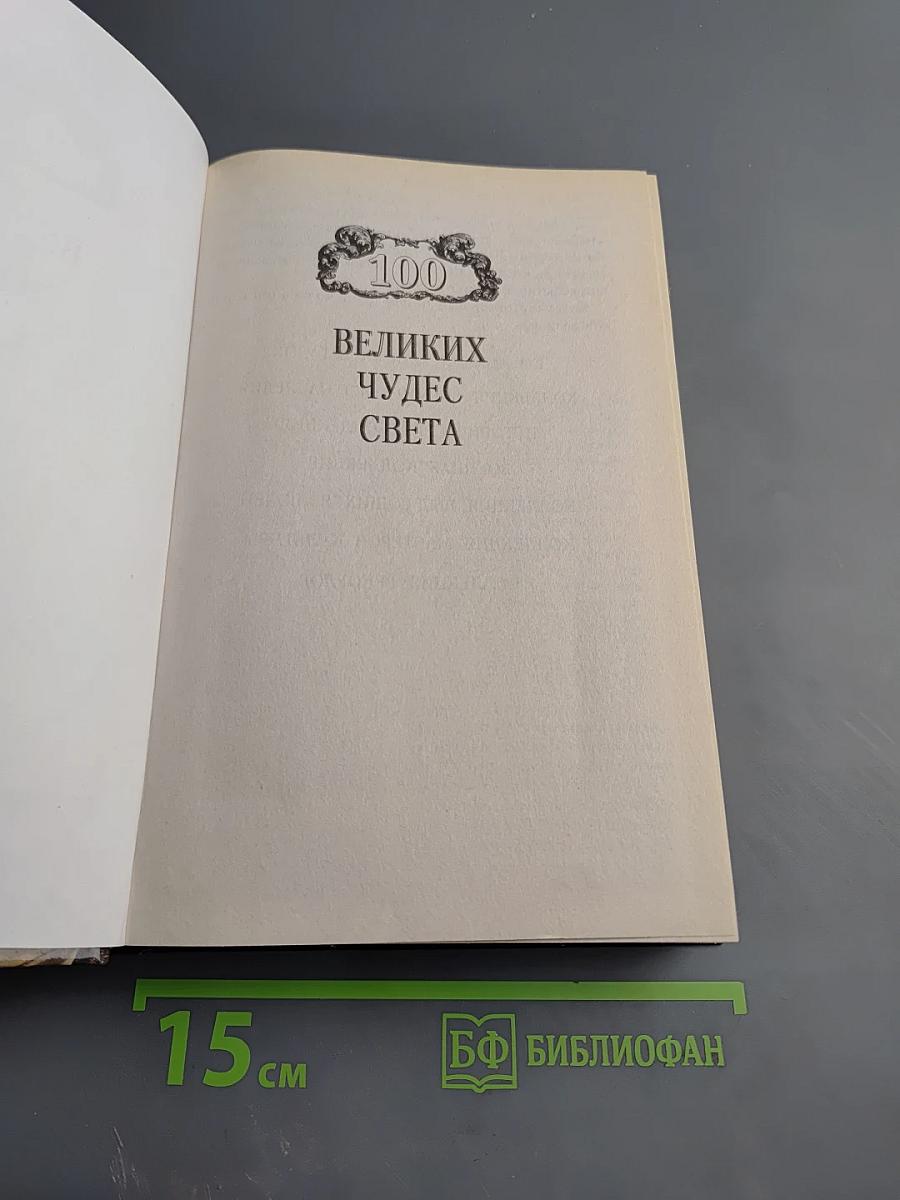 100
ВЕЛИКИХ
ЧУДЕС
СВЕТА
15 см
БФ БИБЛИОФАН